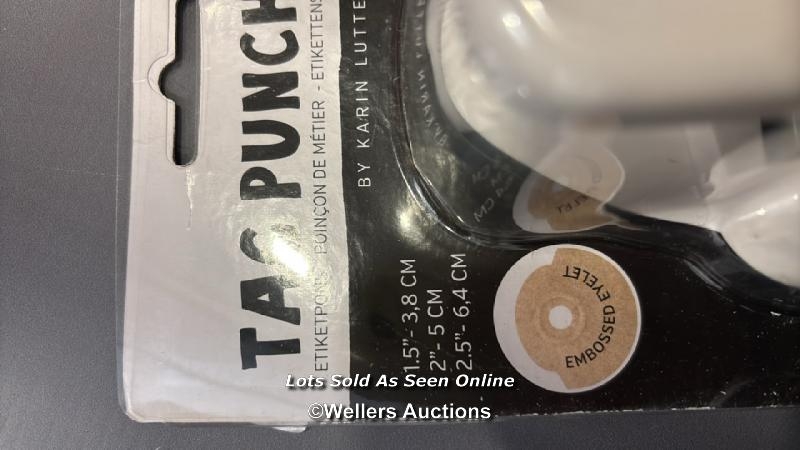 TAG PUNCH
ETIKETPONS - POINÇON DE MÉTIER - ETIKETTENS
BY KARIN LUTTE
1.5"- 3,8 CM
2"- 5 CM
2.5"- 6,4 CM
EMBOSSED EYELET
Lots Sold As Seen Online
©Wellers Auctions